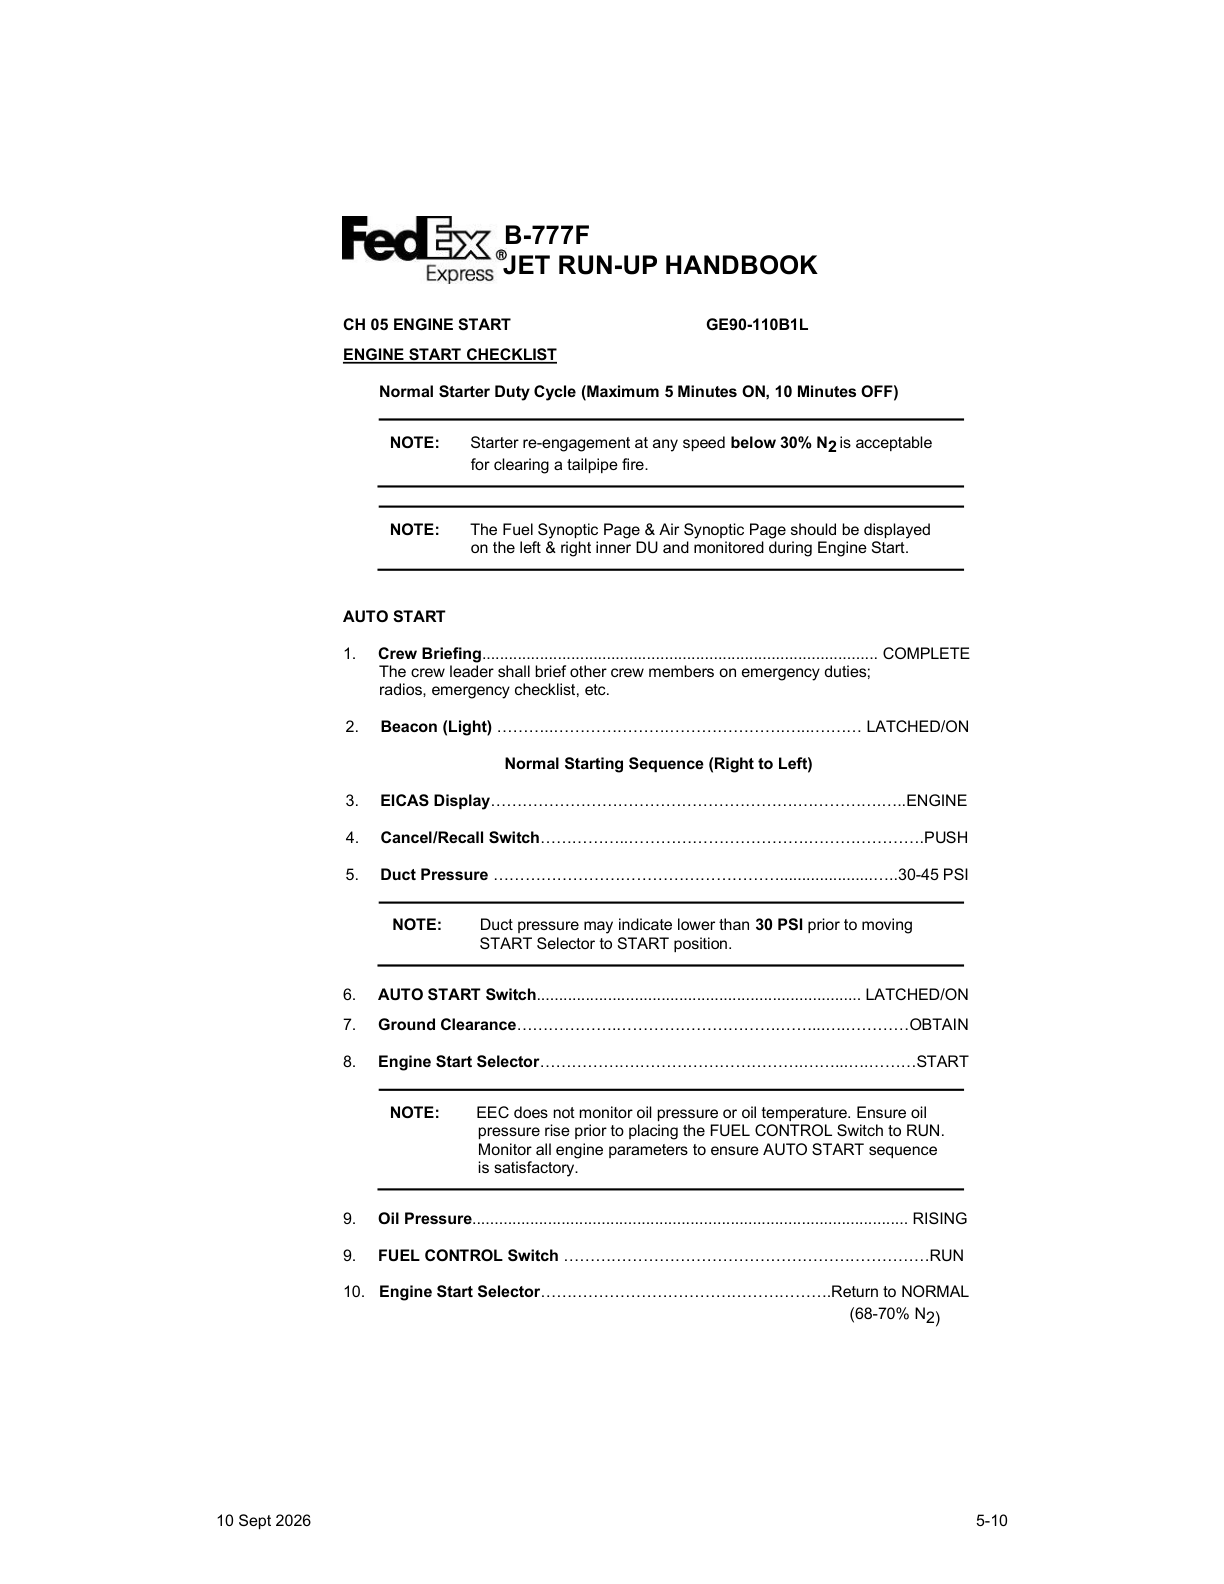 FedEx® B-777F
Express JET RUN-UP HANDBOOK
CH 05 ENGINE START GE90-110B1L
ENGINE START CHECKLIST
Normal Starter Duty Cycle (Maximum 5 Minutes ON, 10 Minutes OFF)
NOTE: Starter re-engagement at any speed below 30% N2 is acceptable
for clearing a tailpipe fire.
NOTE: The Fuel Synoptic Page & Air Synoptic Page should be displayed
on the left & right inner DU and monitored during Engine Start.
AUTO START
1. Crew Briefing......................................................................................... COMPLETE
The crew leader shall brief other crew members on emergency duties;
radios, emergency checklist, etc.
2. Beacon (Light) ………...………….…….………………….…...……… LATCHED/ON
Normal Starting Sequence (Right to Left)
3. EICAS Display…………………………………………………….………….…..ENGINE
4. Cancel/Recall Switch……………..…………………………….…………………….PUSH
5. Duct Pressure …………………….…………………………......................…..30-45 PSI
NOTE: Duct pressure may indicate lower than 30 PSI prior to moving
START Selector to START position.
6. AUTO START Switch......................................................................... LATCHED/ON
7. Ground Clearance……………….………………………….……...…..…………OBTAIN
8. Engine Start Selector…………….………………………….……..….………START
NOTE: EEC does not monitor oil pressure or oil temperature. Ensure oil
pressure rise prior to placing the FUEL CONTROL Switch to RUN.
Monitor all engine parameters to ensure AUTO START sequence
is satisfactory.
9. Oil Pressure.................................................................................................. RISING
9. FUEL CONTROL Switch ……….…………………………………………………RUN
10. Engine Start Selector……………………………………………….Return to NORMAL
(68-70% N2)
10 Sept 2026 5-10